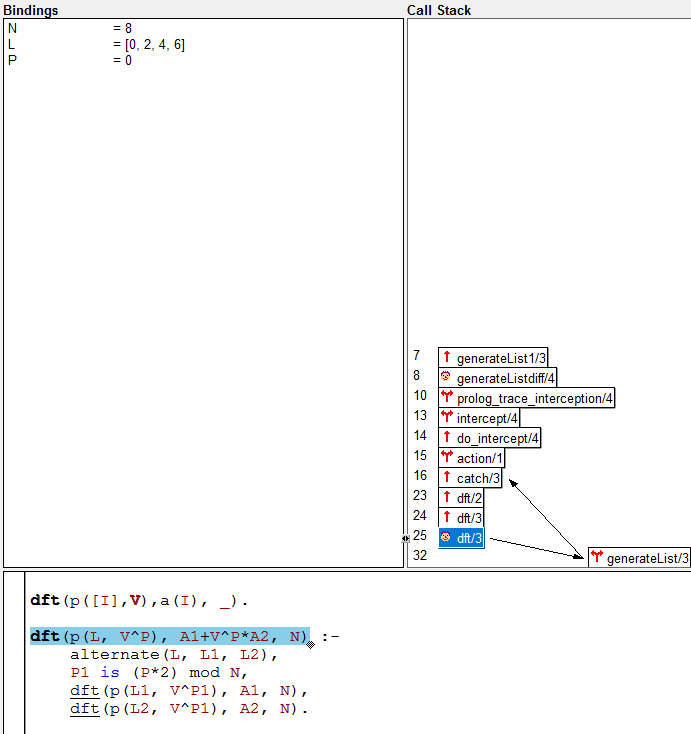 Bindings
N = 8
L = [0, 2, 4, 6]
P = 0
Call Stack
7 generateList1/3
8 generateListdiff/4
10 prolog_trace_interception/4
13 intercept/4
14 do_intercept/4
15 action/1
16 catch/3
23 dft/2
24 dft/3
25 dft/3
32 generateList/3
dft(p([I],V),a(I), _).
dft(p(L, V^P), A1+V^P*A2, N) :-
alternate(L, L1, L2),
P1 is (P*2) mod N,
dft(p(L1, V^P1), A1, N),
dft(p(L2, V^P1), A2, N).